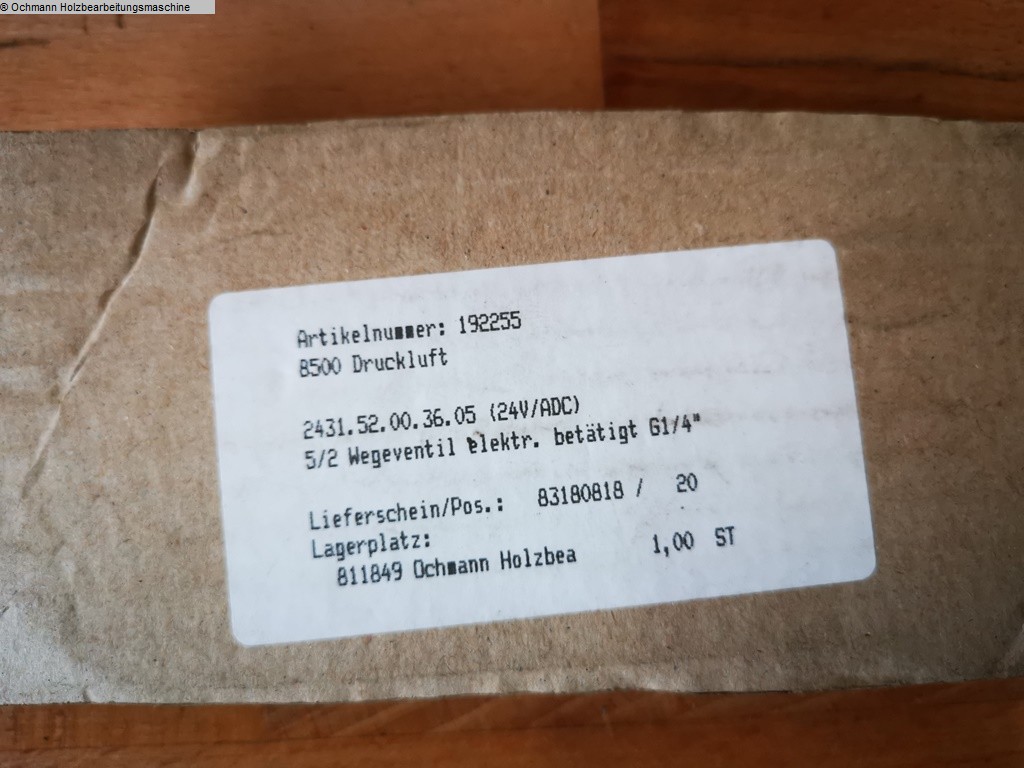 © Ochmann Holzbearbeitungsmaschine
Artikelnummer: 192255
8500 Druckluft
2431.52.00.36.05 (24V/ADC)
5/2 Wegeventil elektr. betätigt G1/4"
Lieferschein/Pos.: 83180818 / 20
Lagerplatz:
811849 Ochmann Holzbea 1,00 ST